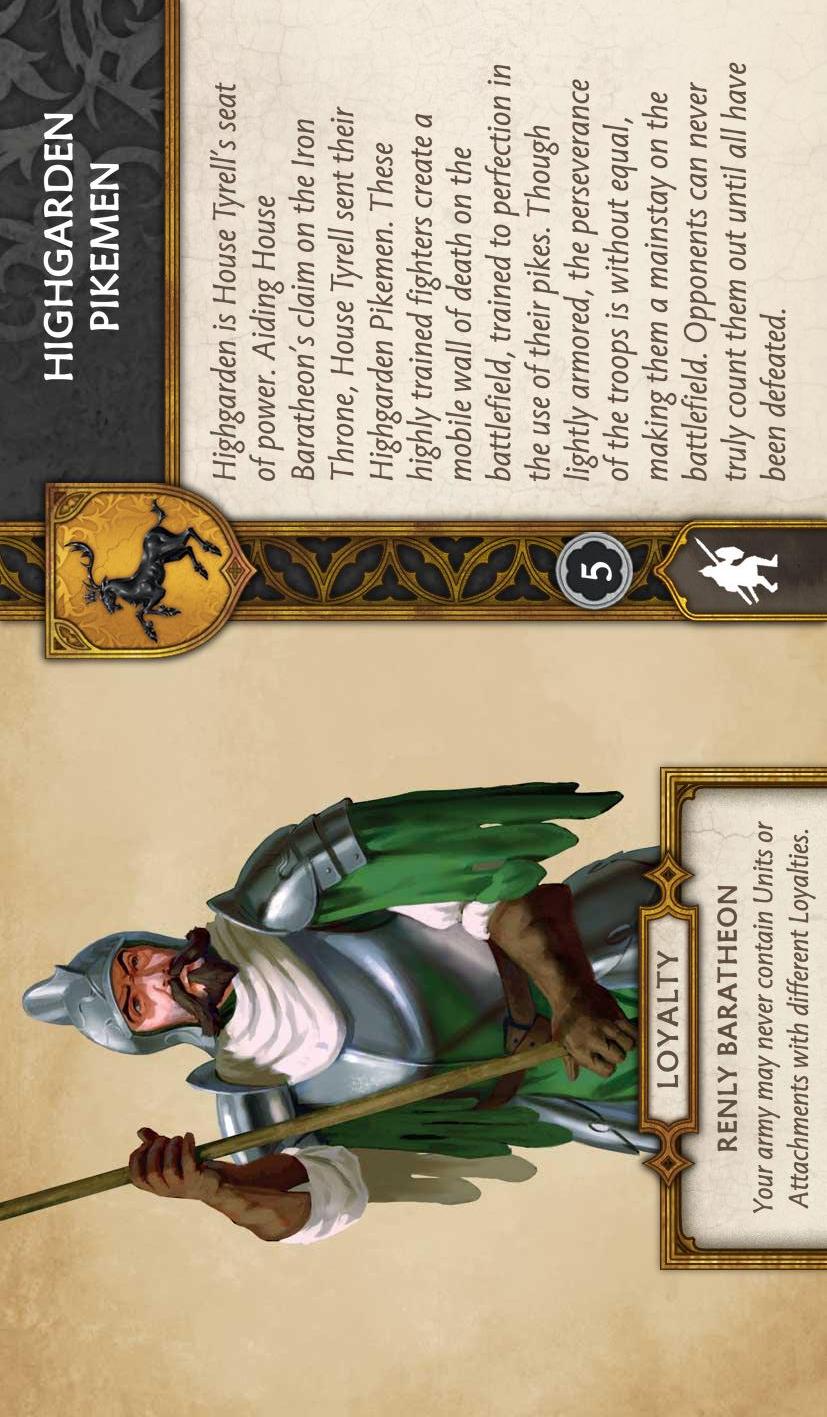 HIGHGARDEN
PIKEMEN
Highgarden is House Tyrell's seat
of power. Aiding House
Baratheon's claim on the Iron
Throne, House Tyrell sent their
Highgarden Pikemen. These
highly trained fighters create a
mobile wall of death on the
battlefield, trained to perfection in
the use of their pikes. Though
lightly armored, the perseverance
of the troops is without equal,
making them a mainstay on the
battlefield. Opponents can never
truly count them out until all have
been defeated.
5
LOYALTY
RENLY BARATHEON
Your army may never contain Units or
Attachments with different Loyalties.